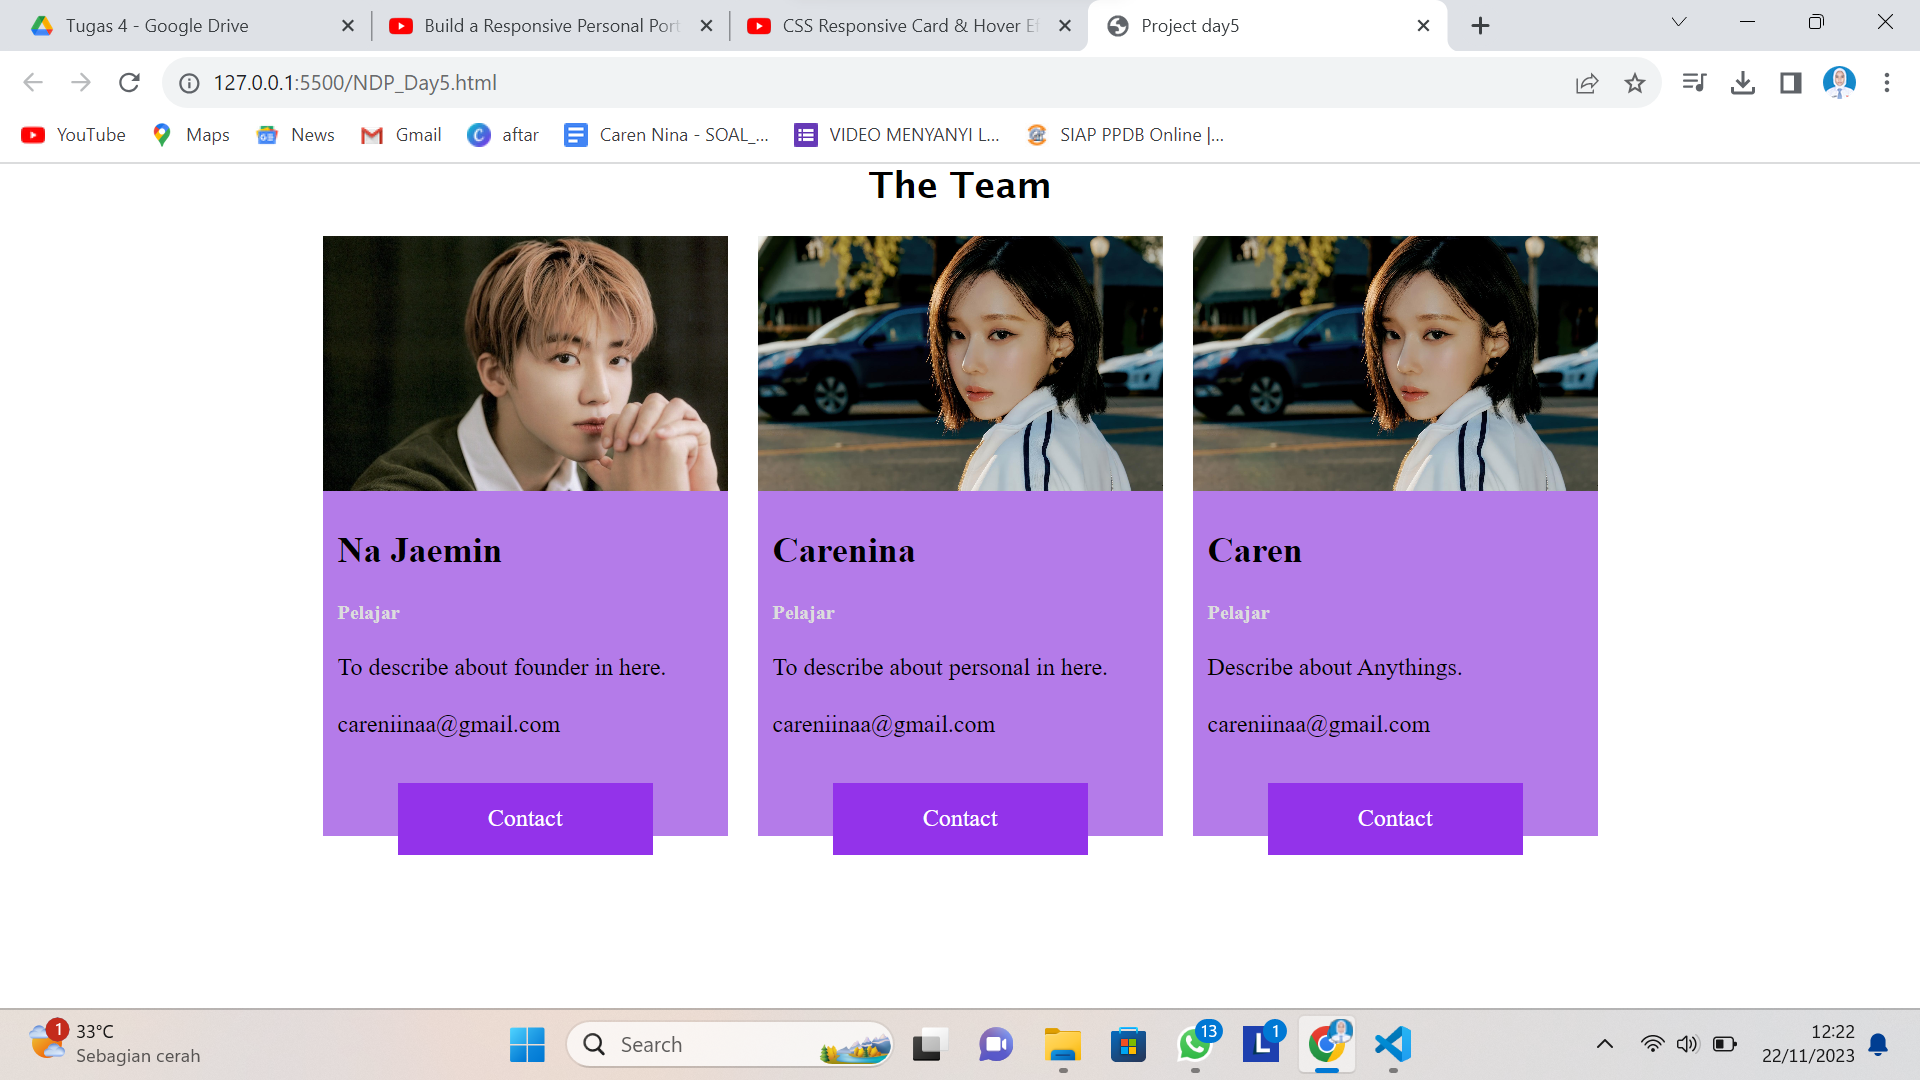 Tugas 4 - Google Drive
Build a Responsive Personal Port
CSS Responsive Card & Hover Ef
Project day5
127.0.0.1:5500/NDP_Day5.html
YouTube
Maps
News
Gmail
aftar
Caren Nina - SOAL_...
VIDEO MENYANYI L...
SIAP PPDB Online |...
The Team
Na Jaemin
Pelajar
To describe about founder in here.
careniinaa@gmail.com
Contact
Carenina
Pelajar
To describe about personal in here.
careniinaa@gmail.com
Contact
Caren
Pelajar
Describe about Anythings.
careniinaa@gmail.com
Contact
1
33°C
Sebagian cerah
Search
13
L
1
12:22
22/11/2023